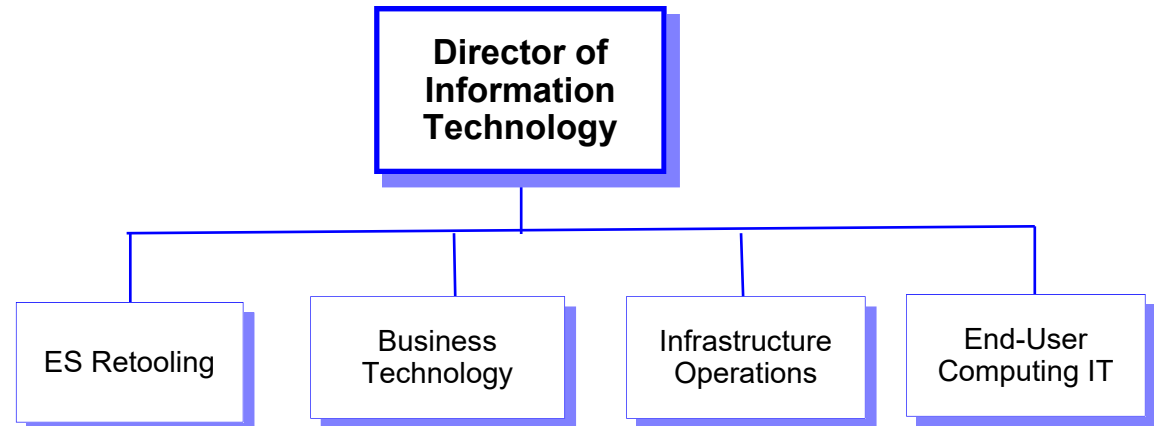 Director of
Information
Technology
ES Retooling
Business
Technology
Infrastructure
Operations
End-User
Computing IT